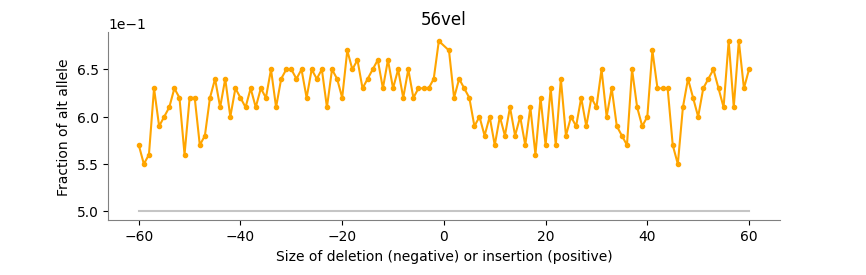 56vel
1e−1
Fraction of alt allele
6.5
6.0
5.5
5.0
−60
−40
−20
0
20
40
60
Size of deletion (negative) or insertion (positive)